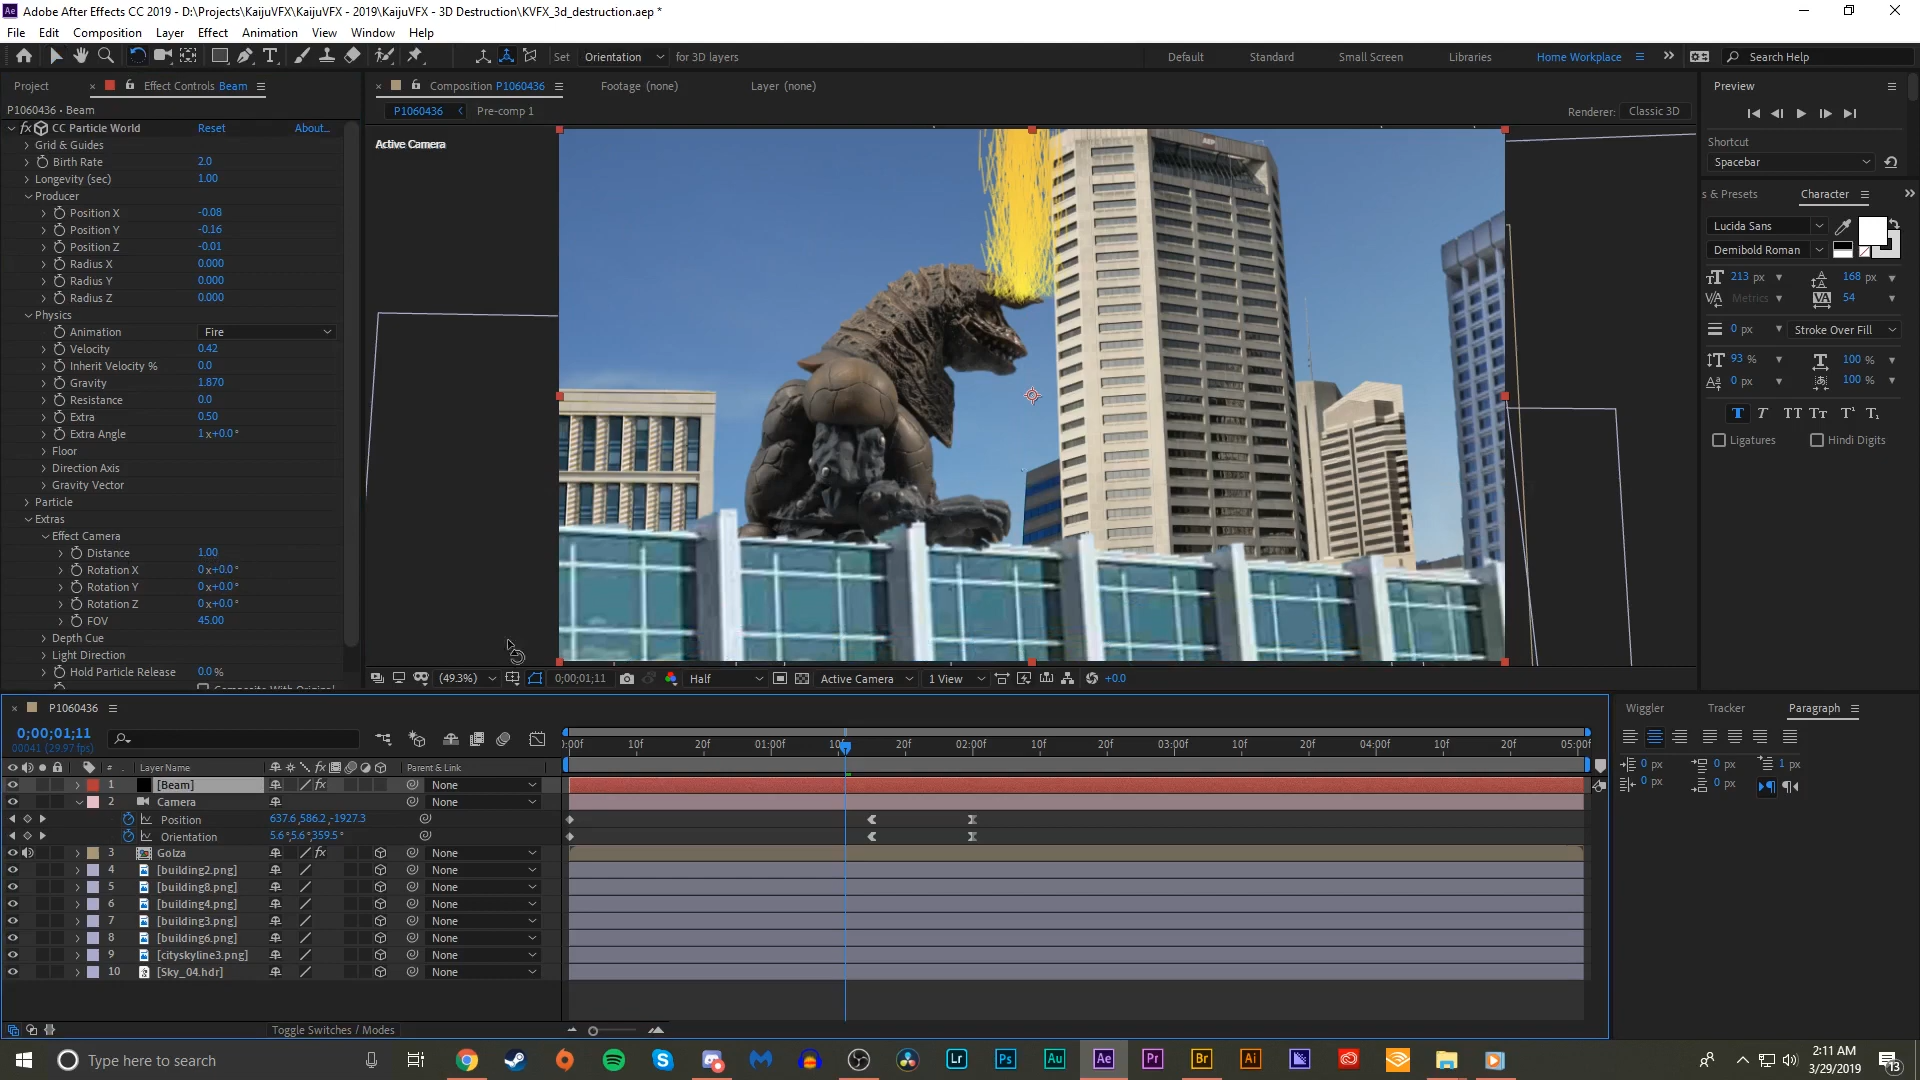 Ae Adobe After Effects CC 2019 - D:\Projects\KaijuVFX\KaijuVFX - 2019\KaijuVFX - 3D Destruction\KVFX_3d_destruction.aep *
File Edit Composition Layer Effect Animation View Window Help
Set Orientation for 3D layers Default Standard Small Screen Libraries Home Workplace Search Help
Project Effect Controls Beam Composition P1060436 Footage (none) Layer (none) Preview
P1060436 • Beam P1060436 Pre-comp 1 Renderer: Classic 3D
fx CC Particle World Reset About...
Active Camera
Grid & Guides
Birth Rate 2.0
Longevity (sec) 1.00
Producer
Position X -0.08
Position Y -0.16
Position Z -0.01
Radius X 0.000
Radius Y 0.000
Radius Z 0.000
Physics
Animation Fire
Velocity 0.42
Inherit Velocity % 0.0
Gravity 1.870
Resistance 0.0
Extra 0.50
Extra Angle 1x+0.0°
Floor
Direction Axis
Gravity Vector
Particle
Extras
Effect Camera
Distance 1.00
Rotation X 0x+0.0°
Rotation Y 0x+0.0°
Rotation Z 0x+0.0°
FOV 45.00
Depth Cue
Light Direction
Hold Particle Release 0.0%
Composite With Original
Shortcut
Spacebar
s & Presets Character
Lucida Sans
Demibold Roman
213 px 168 px
Metrics 54
0 px Stroke Over Fill
93 % 100 %
0 px 100 %
T T TT Tt T¹ T₁
Ligatures Hindi Digits
(49.3%) 0;00;01;11 Half Active Camera 1 View +0.0
P1060436
Wiggler Tracker Paragraph
0;00;01;11
00041 (29.97 fps)
:00f 10f 20f 01:00f 10f 20f 02:00f 10f 20f 03:00f 10f 20f 04:00f 10f 20f 05:00f
0 px 0 px 1 px
0 px 0 px
# Layer Name fx Parent & Link
1 [Beam] fx None
2 Camera None
Position 637.6,586.2,-1927.3
Orientation 5.6°,5.6°,359.5°
3 Golza fx None
4 [building2.png] None
5 [building8.png] None
6 [building4.png] None
7 [building3.png] None
8 [building6.png] None
9 [cityskyline3.png] None
10 [Sky_04.hdr] None
Toggle Switches / Modes
Type here to search Lr Ps Au Ae Pr Br Ai
2:11 AM
3/29/2019
13